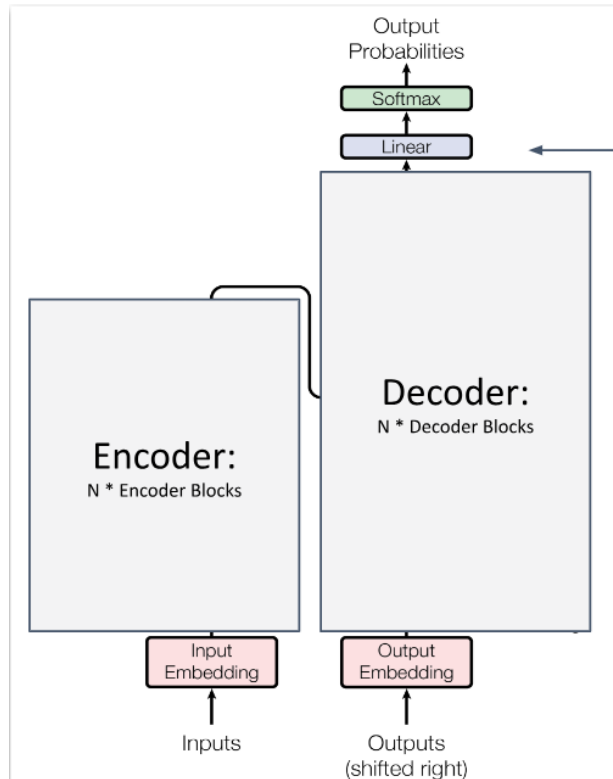 Output
Probabilities
Softmax
Linear
Decoder:
N * Decoder Blocks
Encoder:
N * Encoder Blocks
Input
Embedding
Output
Embedding
Inputs
Outputs
(shifted right)